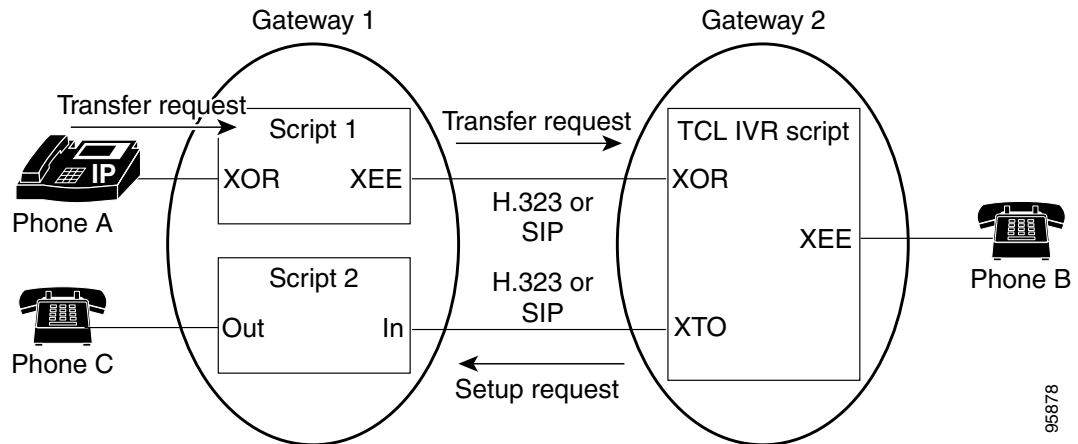 Gateway 1
Gateway 2
Transfer request
Script 1
Transfer request
TCL IVR script
IP
XOR
XEE
XOR
Phone A
H.323 or
SIP
XEE
Phone B
Script 2
H.323 or
SIP
Out
In
XTO
Phone C
Setup request
95878